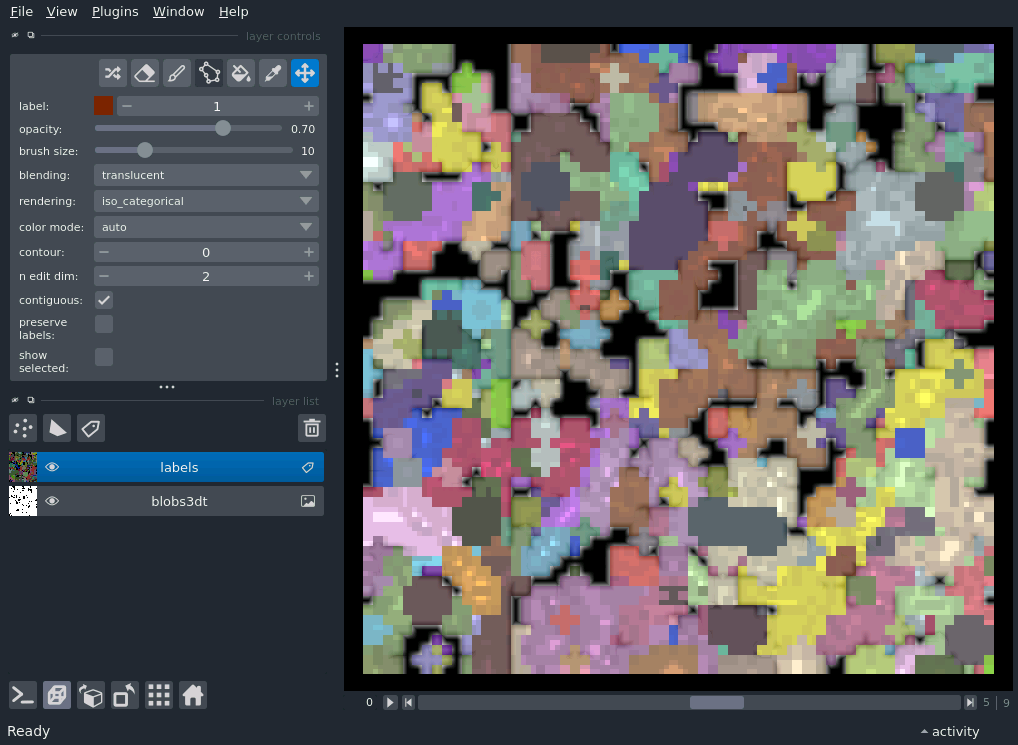 File View Plugins Window Help
layer controls
label: 1
opacity: 0.70
brush size: 10
blending: translucent
rendering: iso_categorical
color mode: auto
contour: 0
n edit dim: 2
contiguous:
preserve
labels:
show
selected:
layer list
labels
blobs3dt
0 5 9
Ready activity